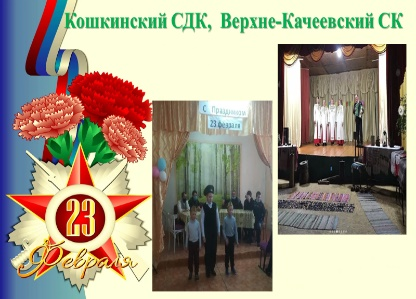 Кошкинский СДК,  Верхне-Качеевский СК
С Праздником
23 февраля
23
Февраля